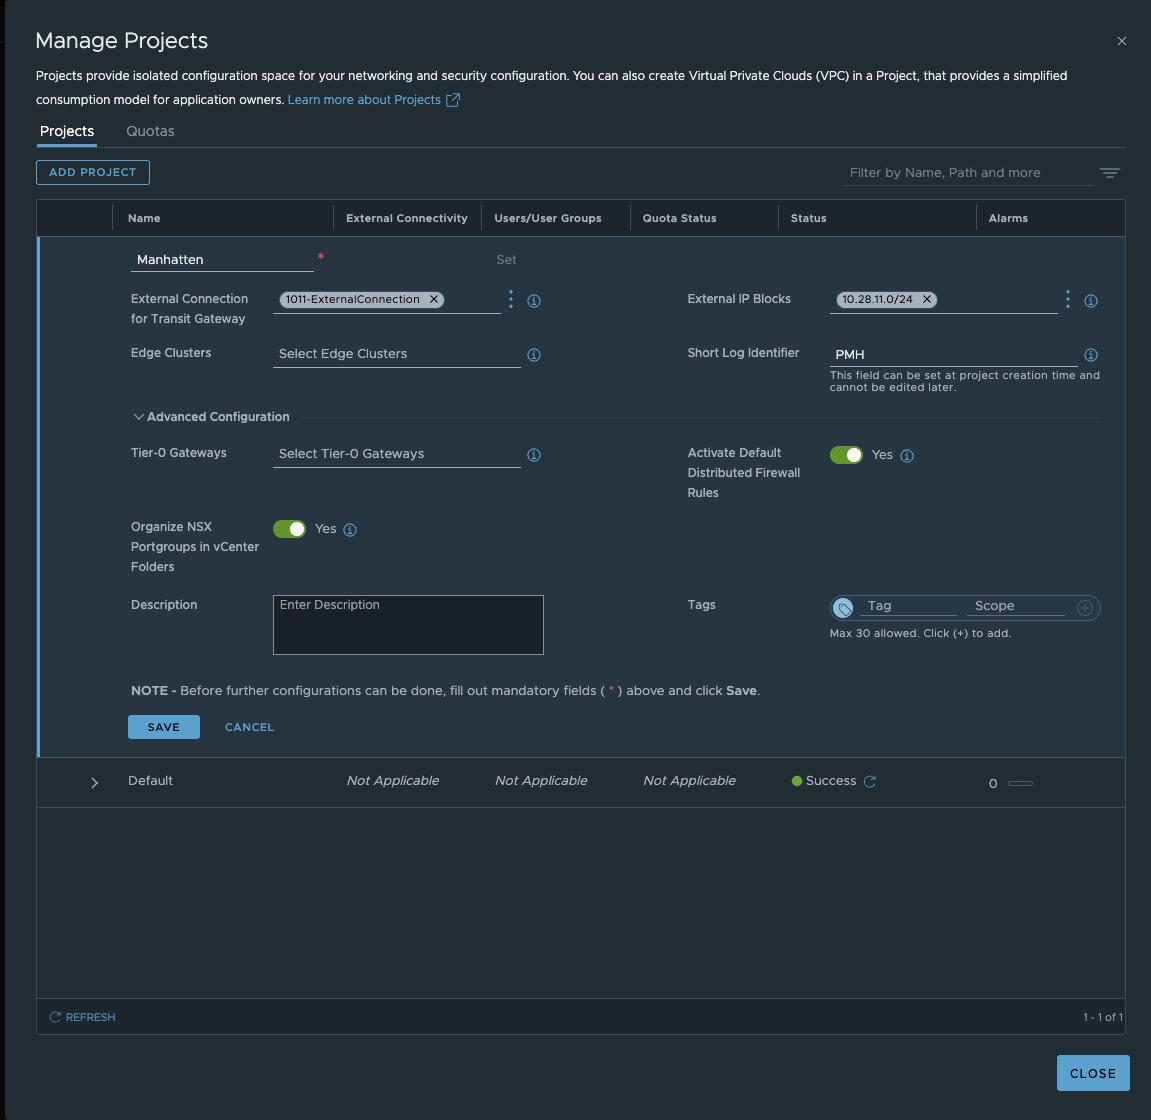 Manage Projects
Projects provide isolated configuration space for your networking and security configuration. You can also create Virtual Private Clouds (VPC) in a Project, that provides a simplified
consumption model for application owners. Learn more about Projects
Projects Quotas
ADD PROJECT
Filter by Name, Path and more
Name External Connectivity Users/User Groups Quota Status Status Alarms
Manhatten * Set
External Connection
for Transit Gateway
1011-ExternalConnection
External IP Blocks
10.28.11.0/24
Edge Clusters
Select Edge Clusters
Short Log Identifier
PMH
This field can be set at project creation time and
cannot be edited later.
Advanced Configuration
Tier-0 Gateways
Select Tier-0 Gateways
Activate Default
Distributed Firewall
Rules
Yes
Organize NSX
Portgroups in vCenter
Folders
Yes
Description
Enter Description
Tags
Tag Scope
Max 30 allowed. Click (+) to add.
NOTE - Before further configurations can be done, fill out mandatory fields ( * ) above and click Save.
SAVE CANCEL
Default Not Applicable Not Applicable Not Applicable Success 0
REFRESH
1 - 1 of 1
CLOSE